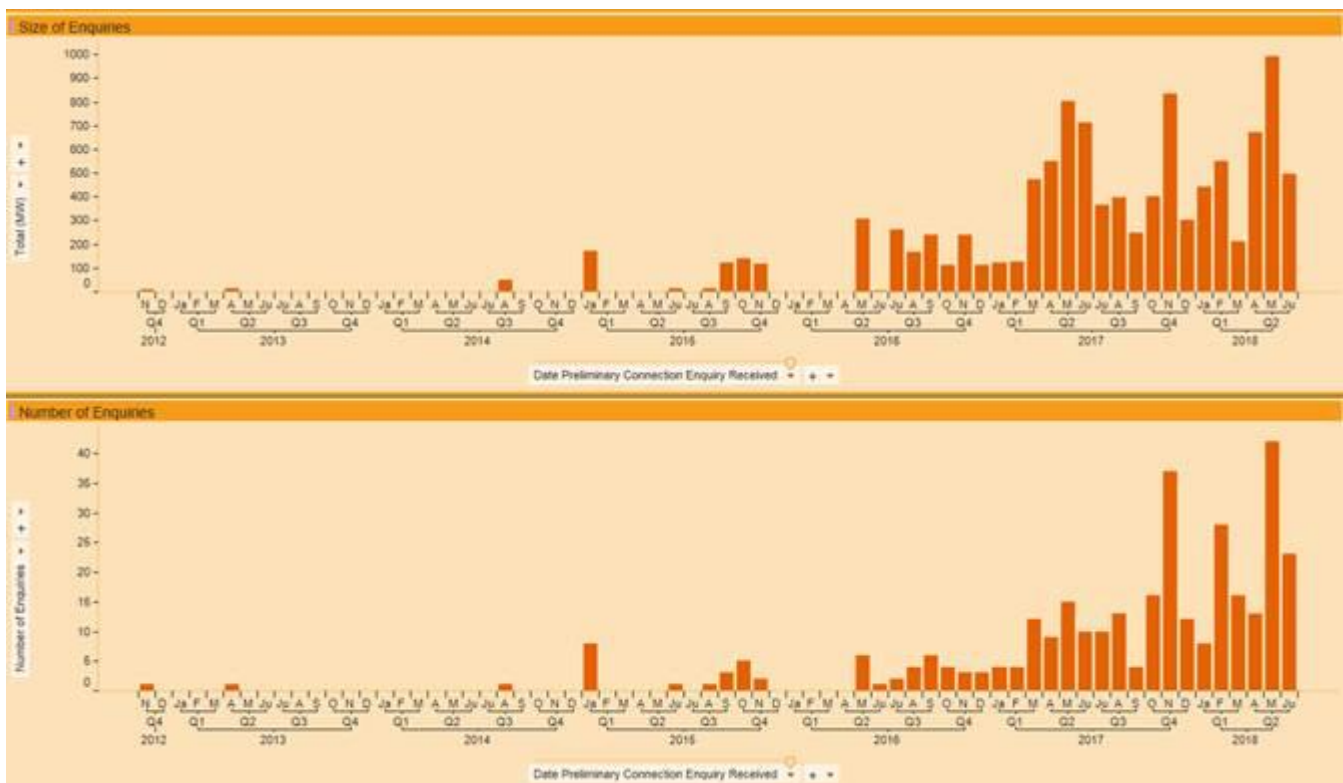 Size of Enquiries
1000
900
800
700
600
500
400
300
200
100
0
Total (MW)
N D Ja F M A M Ju Ju A S O N D Ja F M A M Ju Ju A S O N D Ja F M A M Ju Ju A S O N D Ja F M A M Ju Ju A S O N D Ja F M A M Ju Ju A S O N D Ja F M A M Ju
Q4 Q1 Q2 Q3 Q4 Q1 Q2 Q3 Q4 Q1 Q2 Q3 Q4 Q1 Q2 Q3 Q4 Q1 Q2 Q3 Q4 Q1 Q2
2012 2013 2014 2015 2016 2017 2018
Date Preliminary Connection Enquiry Received
Number of Enquiries
40
35
30
25
20
15
10
5
0
Number of Enquiries
N D Ja F M A M Ju Ju A S O N D Ja F M A M Ju Ju A S O N D Ja F M A M Ju Ju A S O N D Ja F M A M Ju Ju A S O N D Ja F M A M Ju Ju A S O N D Ja F M A M Ju
Q4 Q1 Q2 Q3 Q4 Q1 Q2 Q3 Q4 Q1 Q2 Q3 Q4 Q1 Q2 Q3 Q4 Q1 Q2 Q3 Q4 Q1 Q2
2012 2013 2014 2015 2016 2017 2018
Date Preliminary Connection Enquiry Received